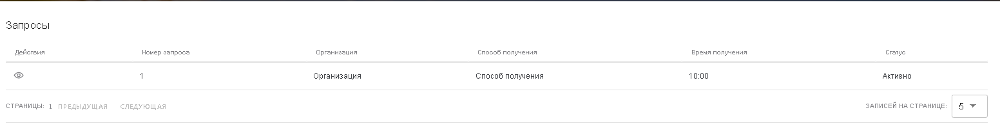 Запросы
Действия Номер запроса Организация Способ получения Время получения Статус
1 Организация Способ получения 10:00 Активно
СТРАНИЦЫ: 1 ПРЕДЫДУЩАЯ СЛЕДУЮЩАЯ ЗАПИСЕЙ НА СТРАНИЦЕ: 5